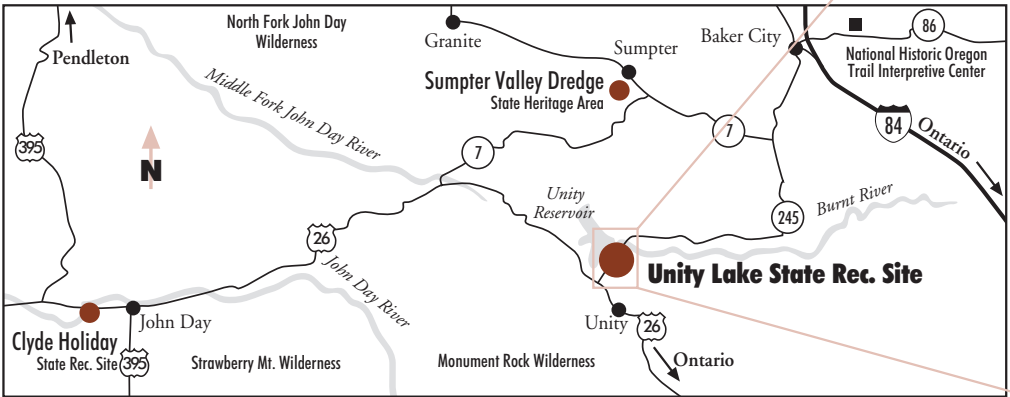 North Fork John Day
Wilderness
Granite
Sumpter
Baker City
86
Pendleton
National Historic Oregon
Trail Interpretive Center
Sumpter Valley Dredge
State Heritage Area
Middle Fork John Day River
395
N
7
7
84
Ontario
Unity
Reservoir
Burnt River
245
26
John Day River
Unity Lake State Rec. Site
John Day
Unity
26
Clyde Holiday
State Rec. Site
395
Strawberry Mt. Wilderness
Monument Rock Wilderness
Ontario